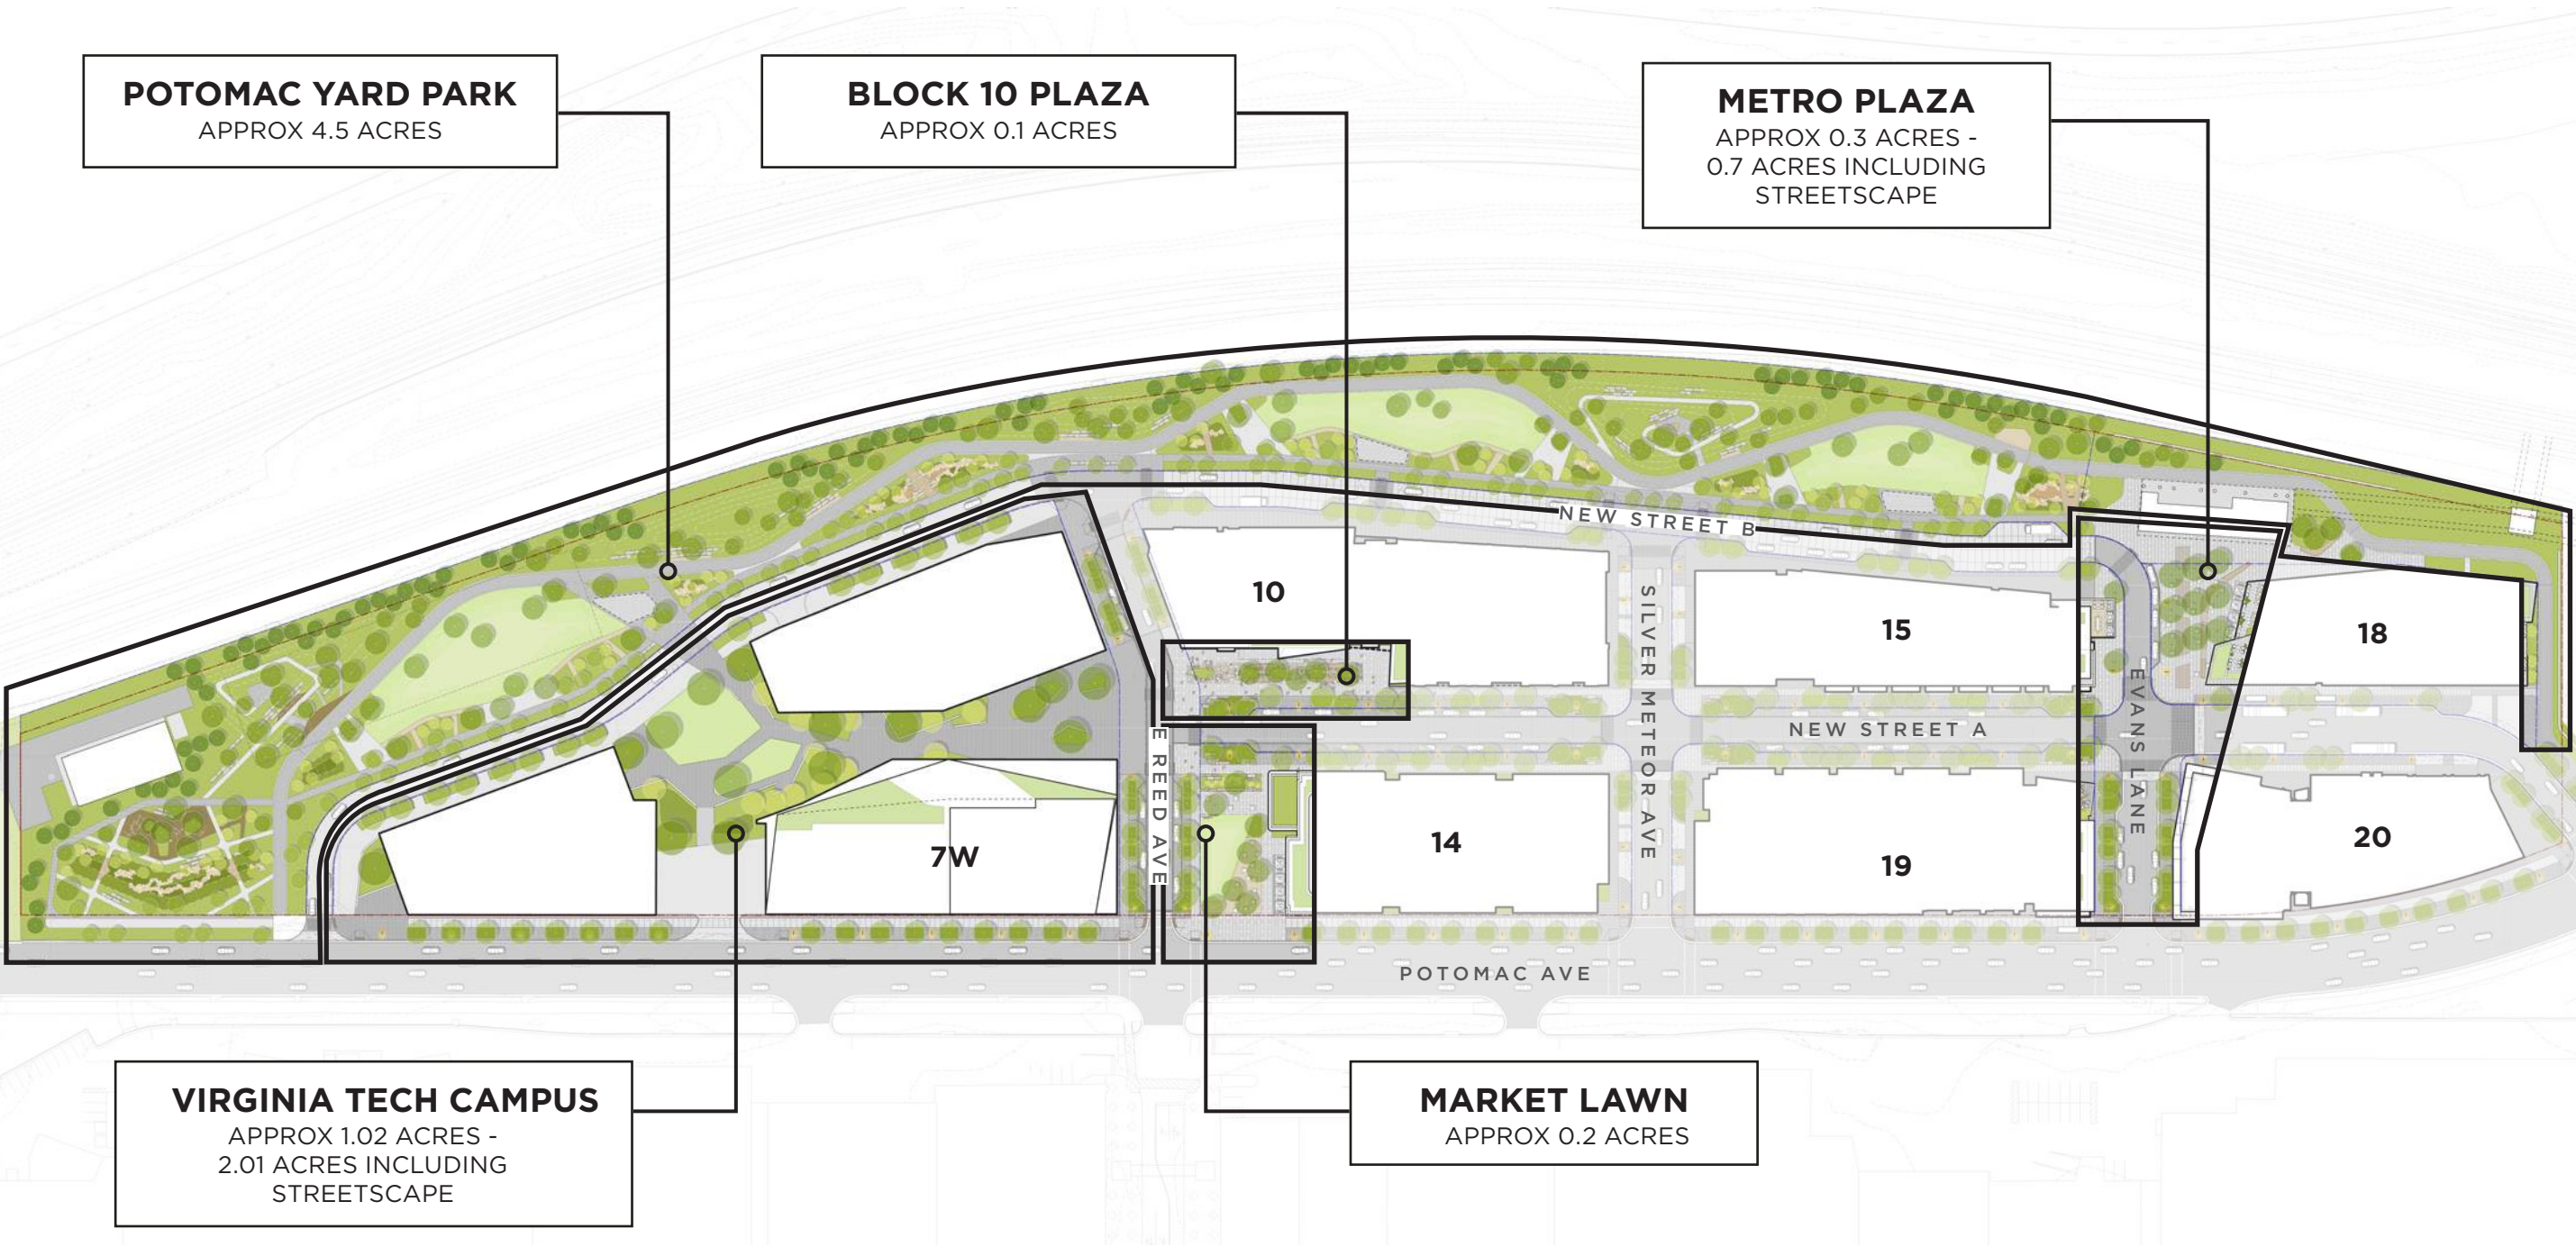 POTOMAC YARD PARK
APPROX 4.5 ACRES
BLOCK 10 PLAZA
APPROX 0.1 ACRES
METRO PLAZA
APPROX 0.3 ACRES -
0.7 ACRES INCLUDING
STREETSCAPE
NEW STREET B
10
15
18
SILVER METEOR AVE
EVANS LANE
NEW STREET A
E REED AVE
7W
14
19
20
POTOMAC AVE
VIRGINIA TECH CAMPUS
APPROX 1.02 ACRES -
2.01 ACRES INCLUDING
STREETSCAPE
MARKET LAWN
APPROX 0.2 ACRES